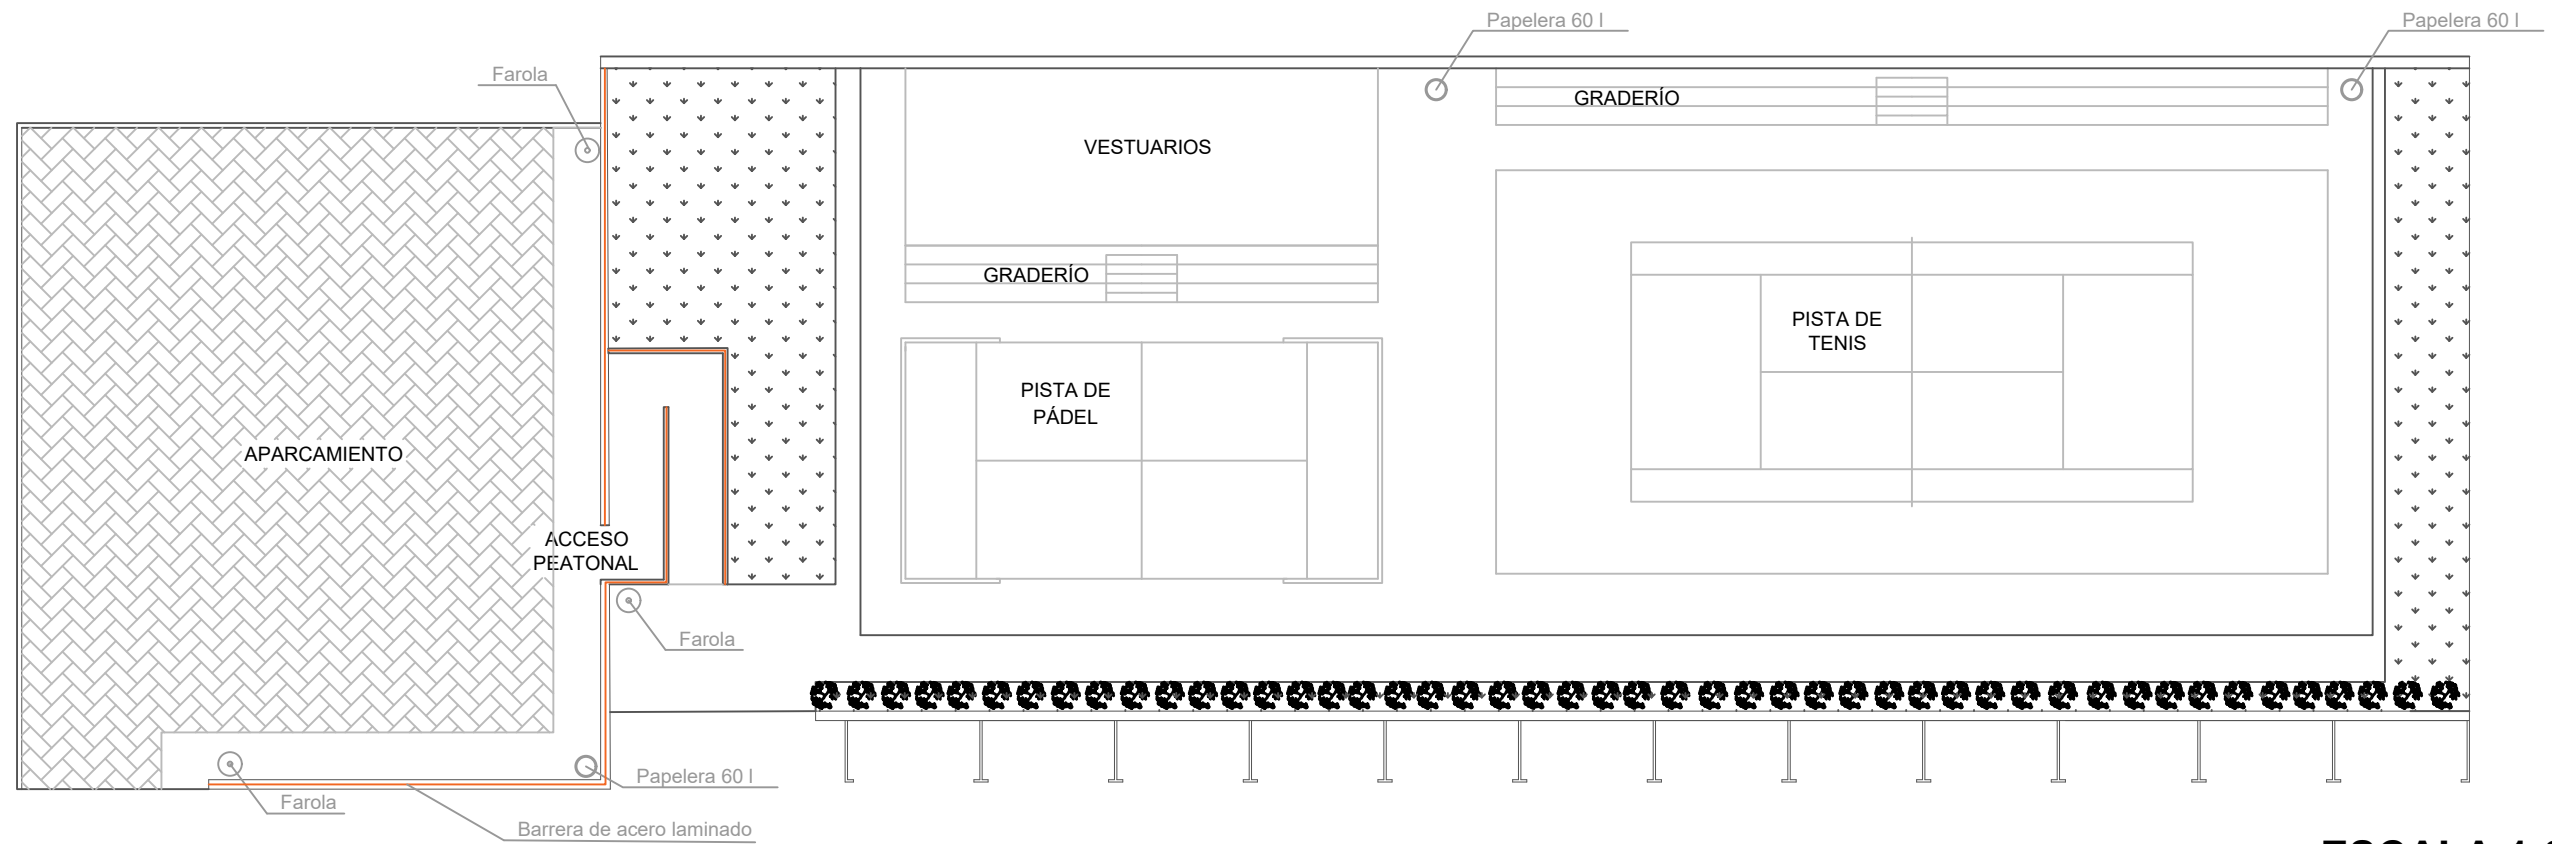 Papelera 60 l
Papelera 60 l
Farola
GRADERÍO
VESTUARIOS
GRADERÍO
PISTA DE
TENIS
PISTA DE
PÁDEL
APARCAMIENTO
ACCESO
PEATONAL
Farola
Papelera 60 l
Farola
Barrera de acero laminado